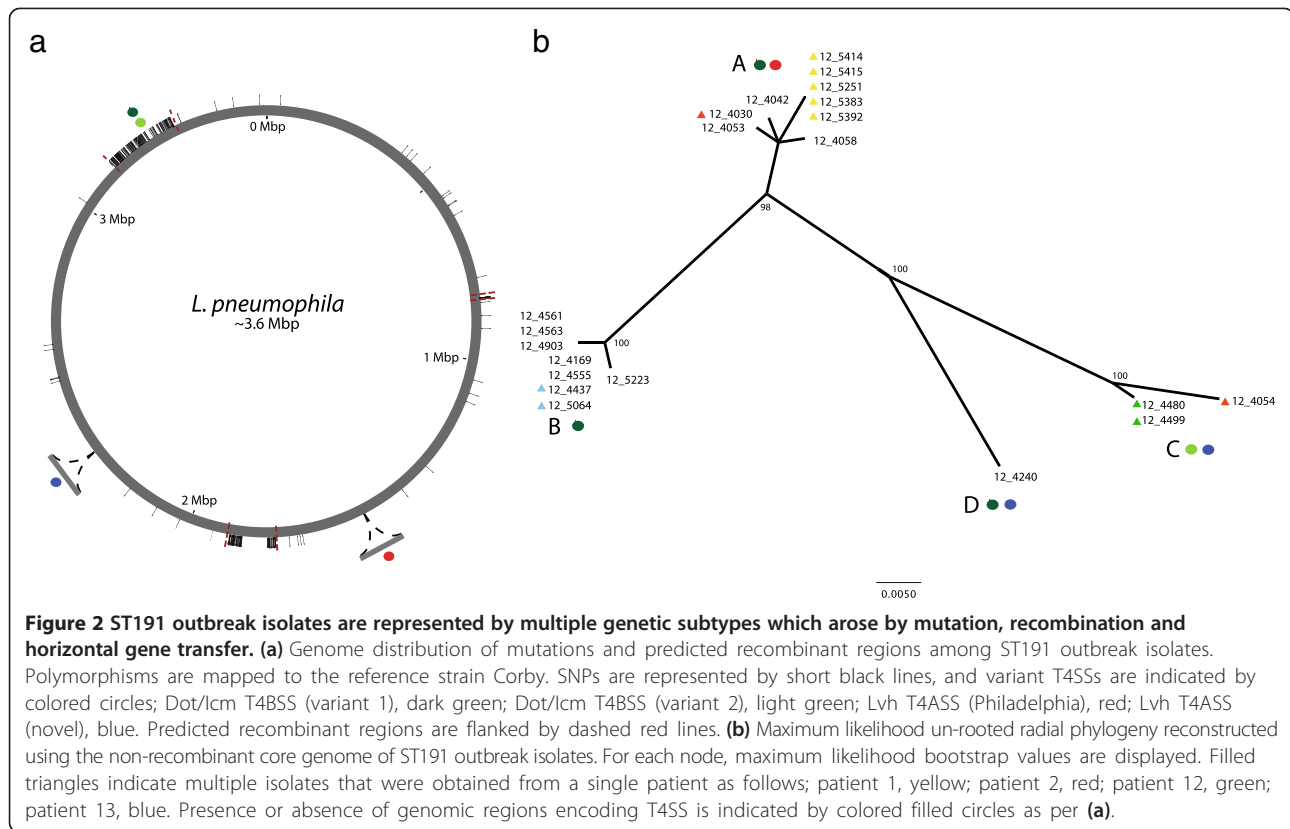 a
0 Mbp
3 Mbp
L. pneumophila
~3.6 Mbp
1 Mbp
2 Mbp
b
A
12_5414
12_5415
12_5251
12_5383
12_5392
12_4042
12_4030
12_4053
12_4058
98
100
12_4561
12_4563
12_4903
100
12_4169
12_4555
12_4437
12_5064
12_5223
B
100
12_4480
12_4499
12_4054
C
12_4240
D
0.0050
Figure 2 ST191 outbreak isolates are represented by multiple genetic subtypes which arose by mutation, recombination and
horizontal gene transfer. (a) Genome distribution of mutations and predicted recombinant regions among ST191 outbreak isolates.
Polymorphisms are mapped to the reference strain Corby. SNPs are represented by short black lines, and variant T4SSs are indicated by
colored circles; Dot/Icm T4BSS (variant 1), dark green; Dot/Icm T4BSS (variant 2), light green; Lvh T4ASS (Philadelphia), red; Lvh T4ASS
(novel), blue. Predicted recombinant regions are flanked by dashed red lines. (b) Maximum likelihood un-rooted radial phylogeny reconstructed
using the non-recombinant core genome of ST191 outbreak isolates. For each node, maximum likelihood bootstrap values are displayed. Filled
triangles indicate multiple isolates that were obtained from a single patient as follows; patient 1, yellow; patient 2, red; patient 12, green;
patient 13, blue. Presence or absence of genomic regions encoding T4SS is indicated by colored filled circles as per (a).